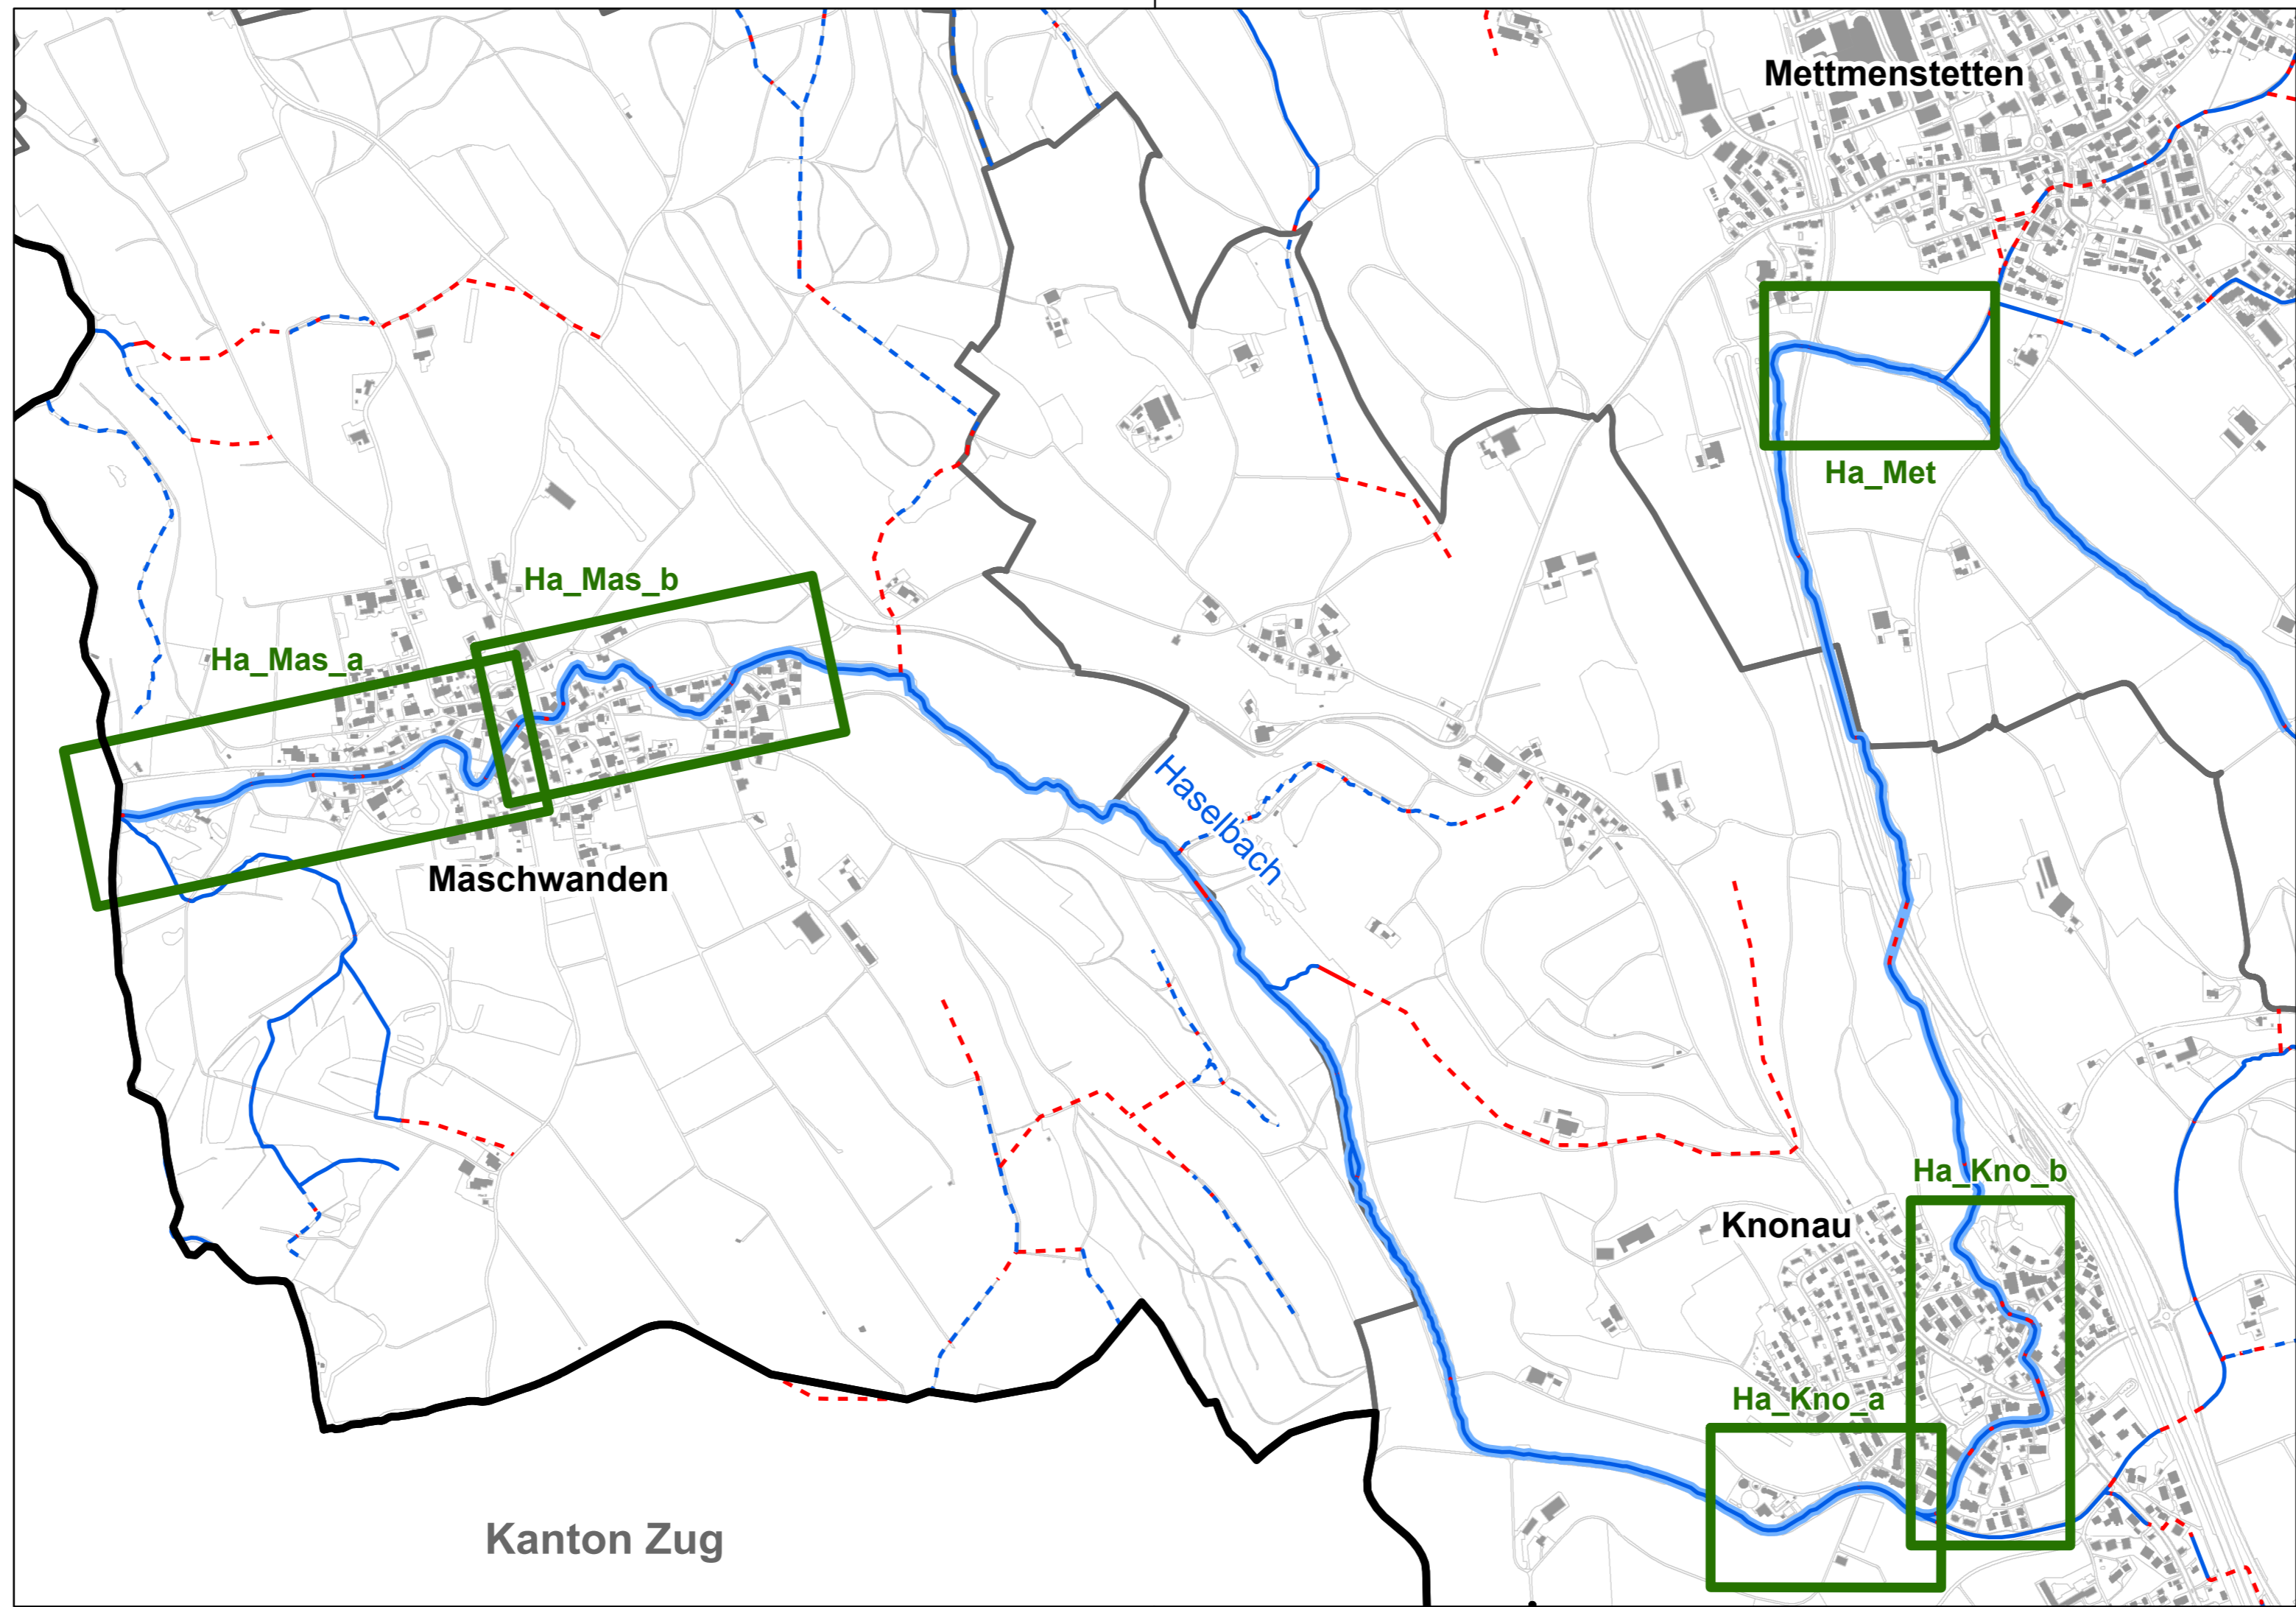 Mettmenstetten
Ha_Met
Ha_Mas_b
Ha_Mas_a
Haselbach
Maschwanden
Ha_Kno_b
Knonau
Ha_Kno_a
Kanton Zug